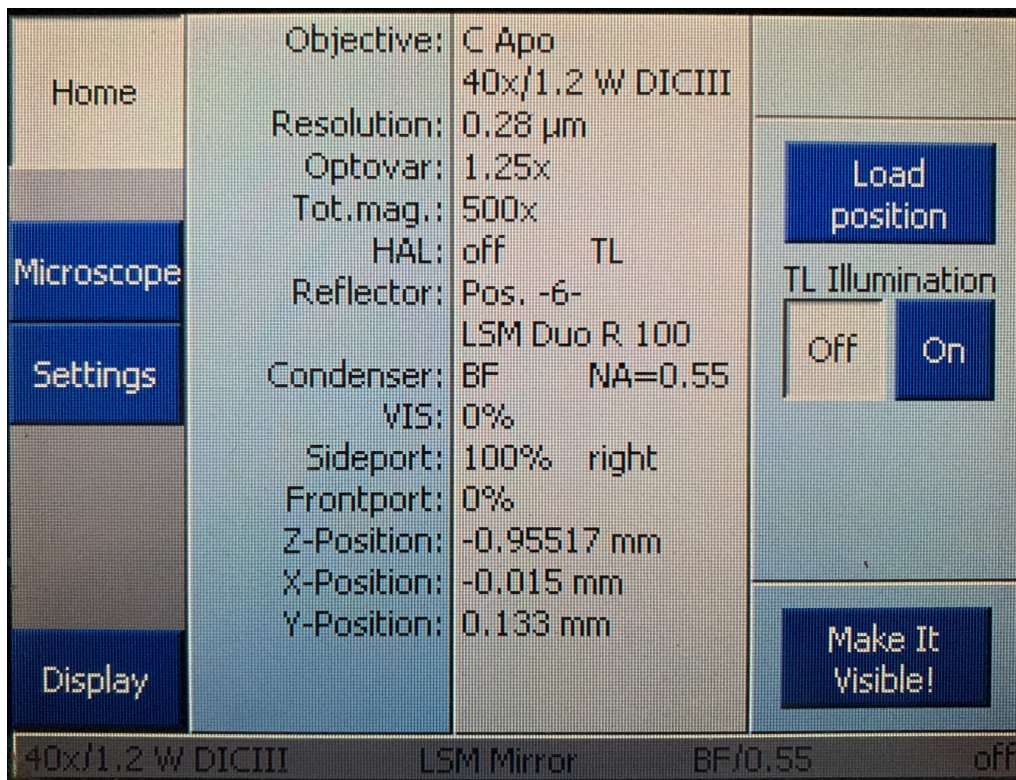 Home
Microscope
Settings
Display
Objective: C Apo
40x/1.2 W DICIII
Resolution: 0.28 µm
Optovar: 1.25x
Tot.mag.: 500x
HAL: off TL
Reflector: Pos. -6-
LSM Duo R 100
Condenser: BF NA=0.55
VIS: 0%
Sideport: 100% right
Frontport: 0%
Z-Position: -0.95517 mm
X-Position: -0.015 mm
Y-Position: 0.133 mm
Load
position
TL Illumination
Off On
Make It
Visible!
40x/1.2 W DICIII LSM Mirror BF/0.55 off